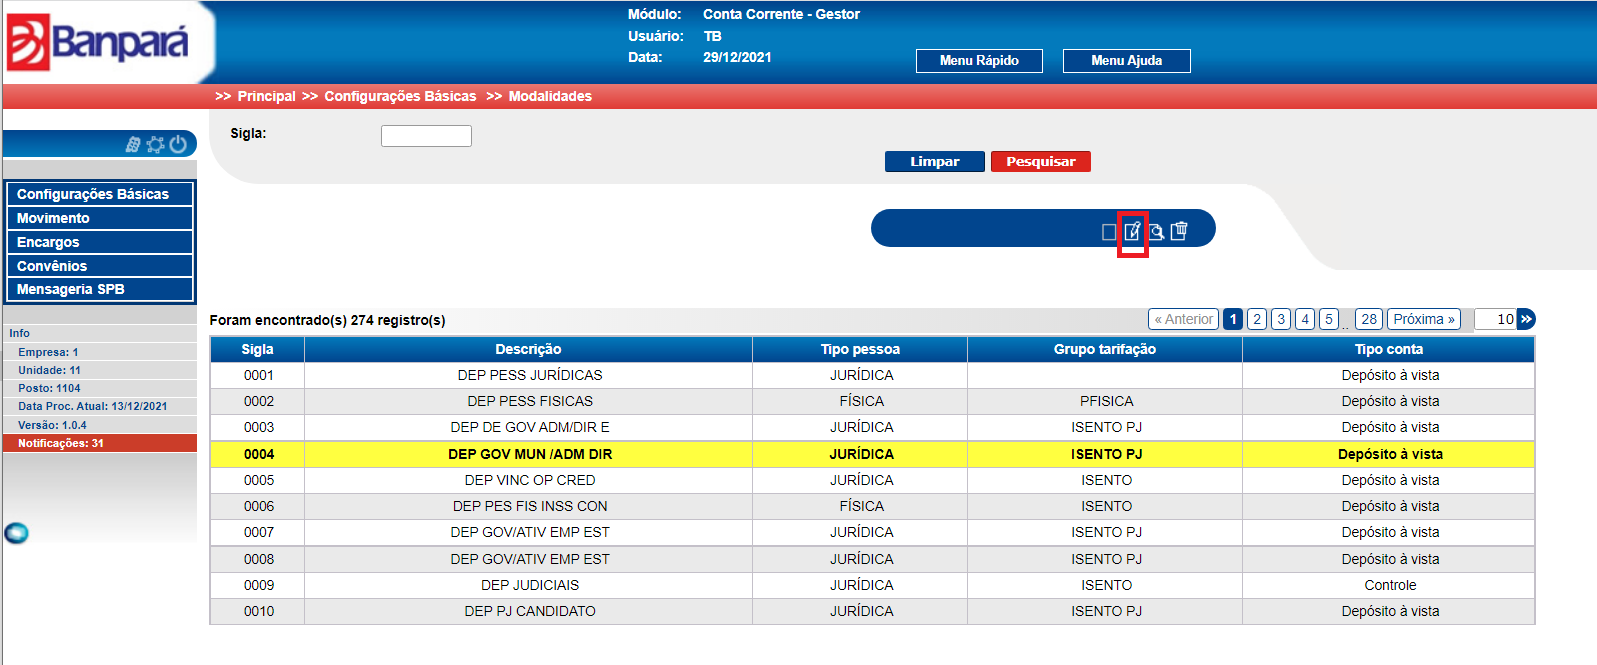 Banpará
Módulo: Conta Corrente - Gestor
Usuário: TB
Data: 29/12/2021
Menu Rápido Menu Ajuda
>> Principal >> Configurações Básicas >> Modalidades
Sigla:
Limpar Pesquisar
Configurações Básicas
Movimento
Encargos
Convênios
Mensageria SPB
Info
Empresa: 1
Unidade: 11
Posto: 1104
Data Proc. Atual: 13/12/2021
Versão: 1.0.4
Notificações: 31
Foram encontrado(s) 274 registro(s)
« Anterior 1 2 3 4 5 .. 28 Próxima » 10 »
Sigla Descrição Tipo pessoa Grupo tarifação Tipo conta
0001 DEP PESS JURÍDICAS JURÍDICA Depósito à vista
0002 DEP PESS FISICAS FÍSICA PFISICA Depósito à vista
0003 DEP DE GOV ADM/DIR E JURÍDICA ISENTO PJ Depósito à vista
0004 DEP GOV MUN /ADM DIR JURÍDICA ISENTO PJ Depósito à vista
0005 DEP VINC OP CRED JURÍDICA ISENTO Depósito à vista
0006 DEP PES FIS INSS CON FÍSICA ISENTO Depósito à vista
0007 DEP GOV/ATIV EMP EST JURÍDICA ISENTO PJ Depósito à vista
0008 DEP GOV/ATIV EMP EST JURÍDICA ISENTO PJ Depósito à vista
0009 DEP JUDICIAIS JURÍDICA ISENTO Controle
0010 DEP PJ CANDIDATO JURÍDICA ISENTO PJ Depósito à vista